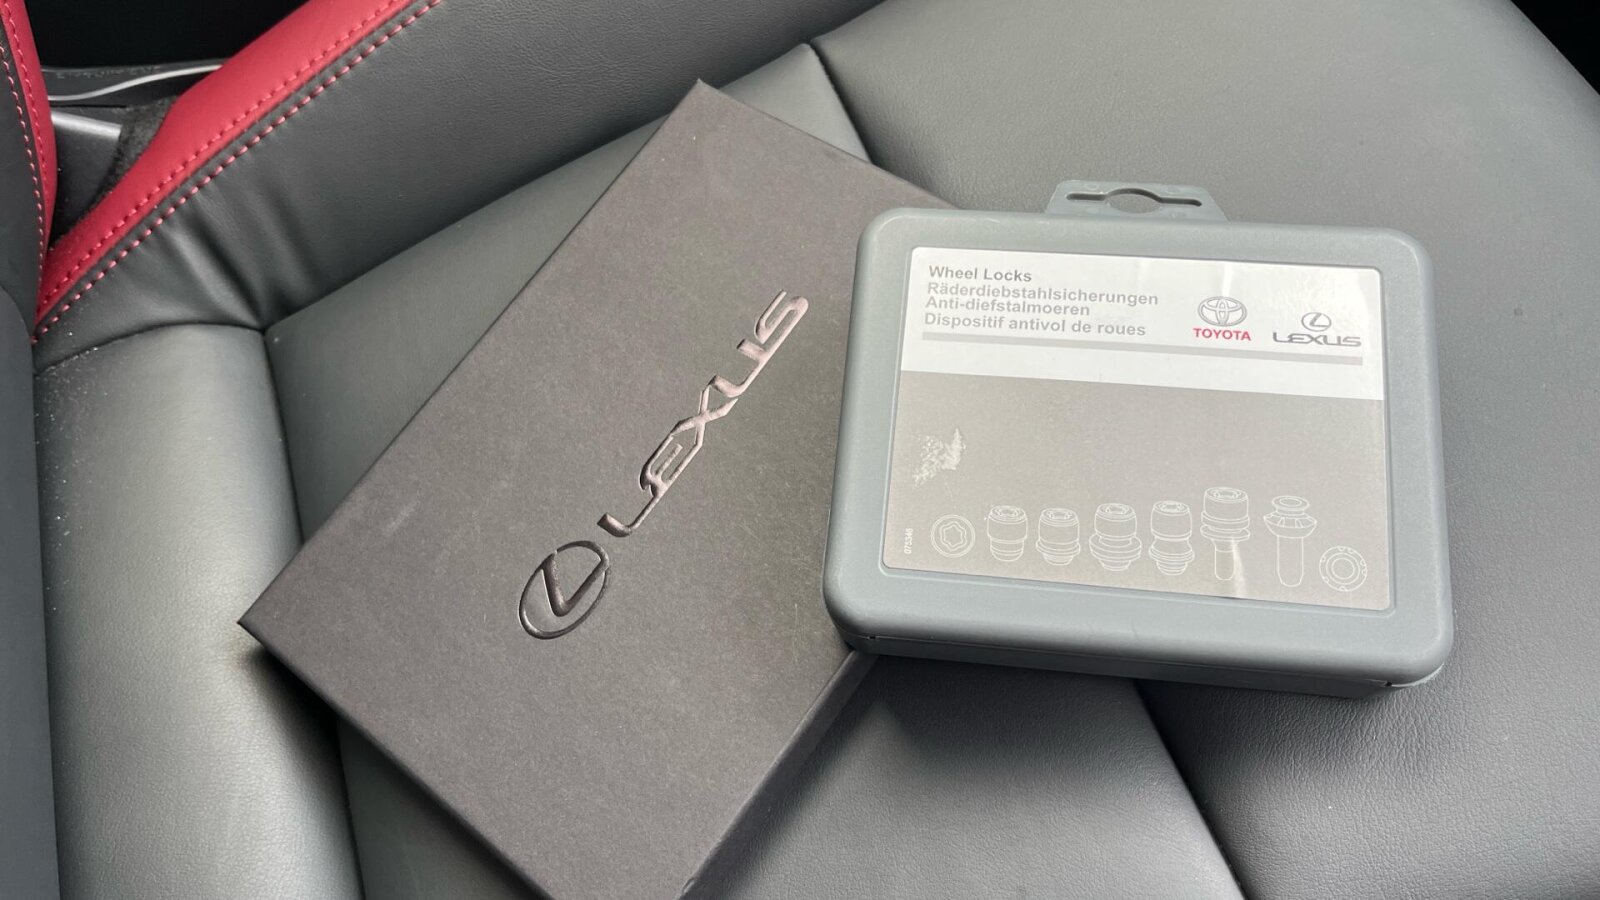 LEXUS
Wheel Locks
Räderdiebstahlsicherungen
Anti-diefstalmoeren
Dispositif antivol de roues
TOYOTA
LEXUS